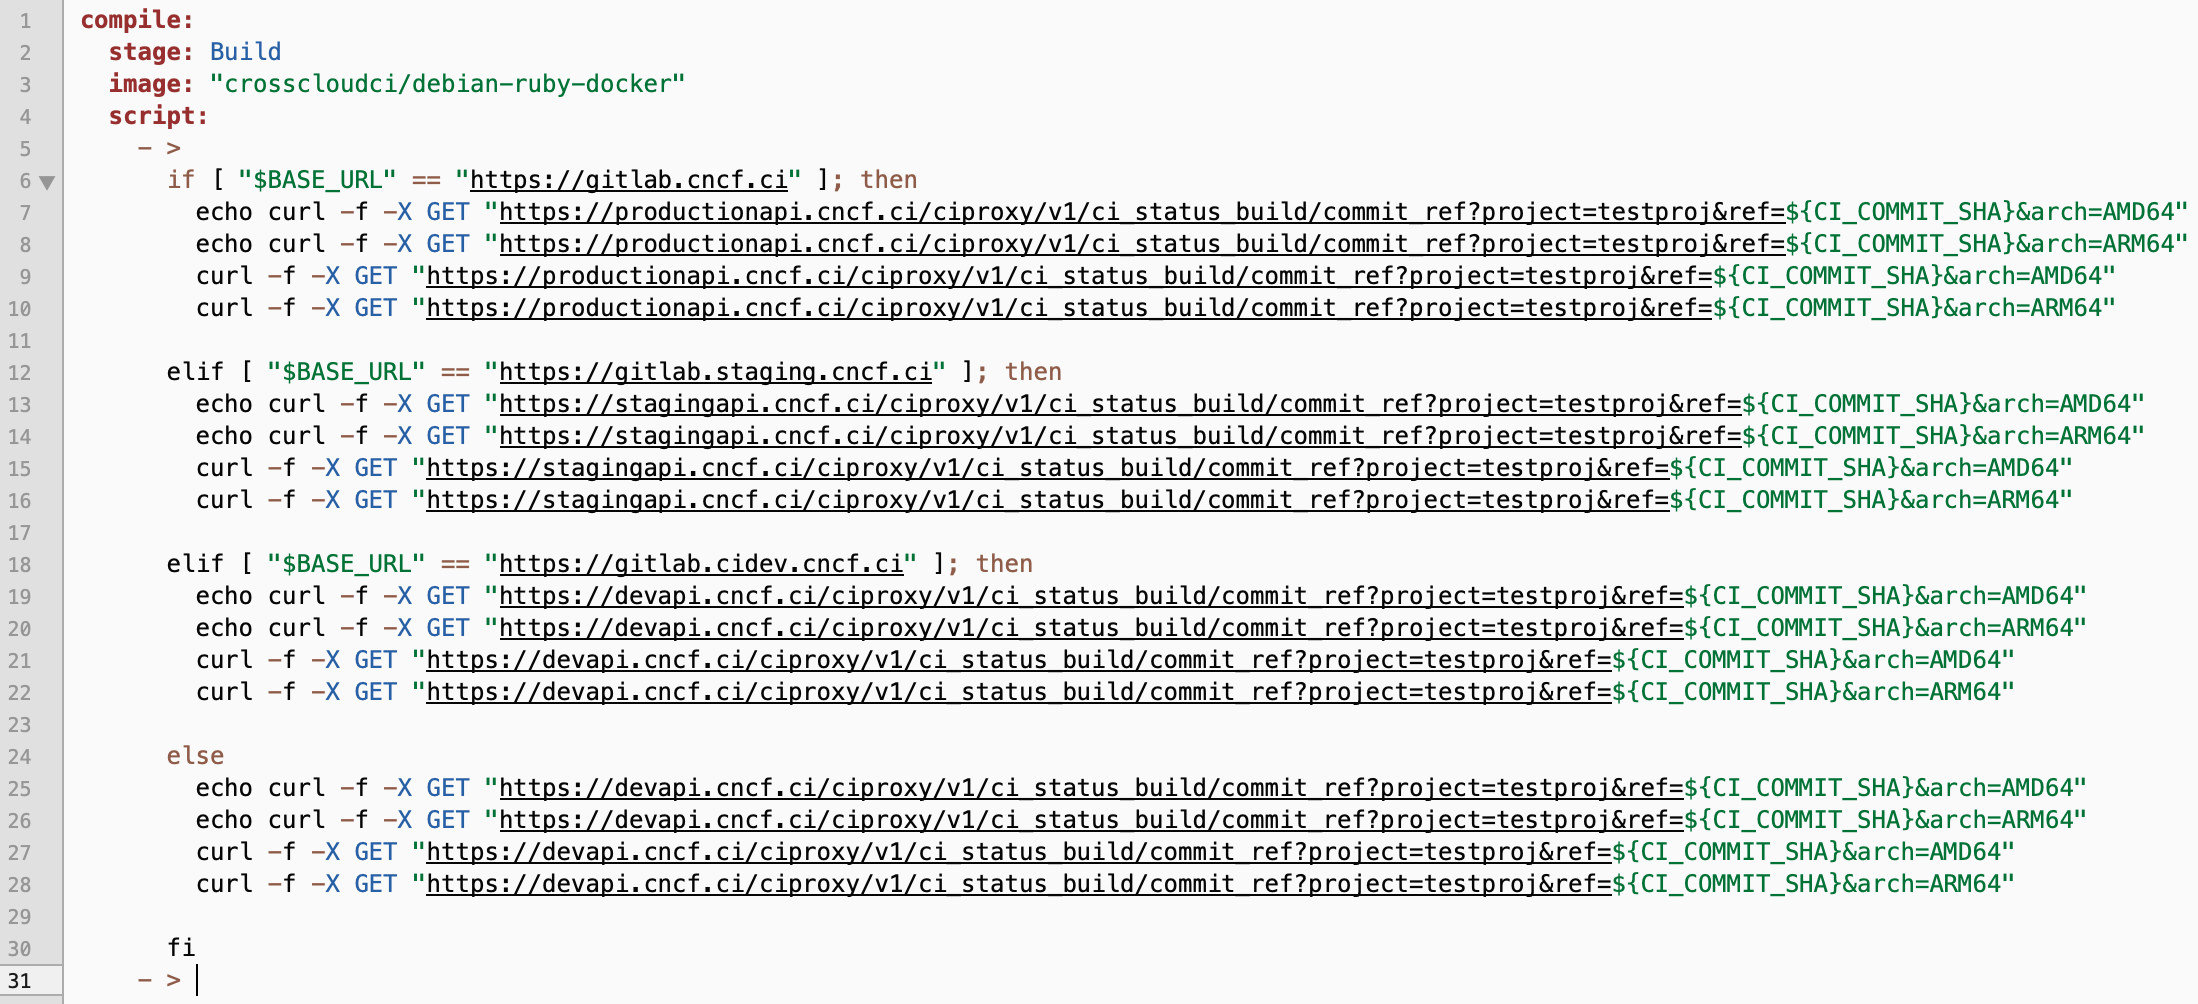 1 compile:
2   stage: Build
3   image: "crosscloudci/debian-ruby-docker"
4   script:
5     - >
6       if [ "$BASE_URL" == "https://gitlab.cncf.ci" ]; then
7         echo curl -f -X GET "https://productionapi.cncf.ci/ciproxy/v1/ci_status_build/commit_ref?project=testproj&ref=${CI_COMMIT_SHA}&arch=AMD64"
8         echo curl -f -X GET "https://productionapi.cncf.ci/ciproxy/v1/ci_status_build/commit_ref?project=testproj&ref=${CI_COMMIT_SHA}&arch=ARM64"
9         curl -f -X GET "https://productionapi.cncf.ci/ciproxy/v1/ci_status_build/commit_ref?project=testproj&ref=${CI_COMMIT_SHA}&arch=AMD64"
10         curl -f -X GET "https://productionapi.cncf.ci/ciproxy/v1/ci_status_build/commit_ref?project=testproj&ref=${CI_COMMIT_SHA}&arch=ARM64"
11
12       elif [ "$BASE_URL" == "https://gitlab.staging.cncf.ci" ]; then
13         echo curl -f -X GET "https://stagingapi.cncf.ci/ciproxy/v1/ci_status_build/commit_ref?project=testproj&ref=${CI_COMMIT_SHA}&arch=AMD64"
14         echo curl -f -X GET "https://stagingapi.cncf.ci/ciproxy/v1/ci_status_build/commit_ref?project=testproj&ref=${CI_COMMIT_SHA}&arch=ARM64"
15         curl -f -X GET "https://stagingapi.cncf.ci/ciproxy/v1/ci_status_build/commit_ref?project=testproj&ref=${CI_COMMIT_SHA}&arch=AMD64"
16         curl -f -X GET "https://stagingapi.cncf.ci/ciproxy/v1/ci_status_build/commit_ref?project=testproj&ref=${CI_COMMIT_SHA}&arch=ARM64"
17
18       elif [ "$BASE_URL" == "https://gitlab.cidev.cncf.ci" ]; then
19         echo curl -f -X GET "https://devapi.cncf.ci/ciproxy/v1/ci_status_build/commit_ref?project=testproj&ref=${CI_COMMIT_SHA}&arch=AMD64"
20         echo curl -f -X GET "https://devapi.cncf.ci/ciproxy/v1/ci_status_build/commit_ref?project=testproj&ref=${CI_COMMIT_SHA}&arch=ARM64"
21         curl -f -X GET "https://devapi.cncf.ci/ciproxy/v1/ci_status_build/commit_ref?project=testproj&ref=${CI_COMMIT_SHA}&arch=AMD64"
22         curl -f -X GET "https://devapi.cncf.ci/ciproxy/v1/ci_status_build/commit_ref?project=testproj&ref=${CI_COMMIT_SHA}&arch=ARM64"
23
24       else
25         echo curl -f -X GET "https://devapi.cncf.ci/ciproxy/v1/ci_status_build/commit_ref?project=testproj&ref=${CI_COMMIT_SHA}&arch=AMD64"
26         echo curl -f -X GET "https://devapi.cncf.ci/ciproxy/v1/ci_status_build/commit_ref?project=testproj&ref=${CI_COMMIT_SHA}&arch=ARM64"
27         curl -f -X GET "https://devapi.cncf.ci/ciproxy/v1/ci_status_build/commit_ref?project=testproj&ref=${CI_COMMIT_SHA}&arch=AMD64"
28         curl -f -X GET "https://devapi.cncf.ci/ciproxy/v1/ci_status_build/commit_ref?project=testproj&ref=${CI_COMMIT_SHA}&arch=ARM64"
29
30       fi
31     - >